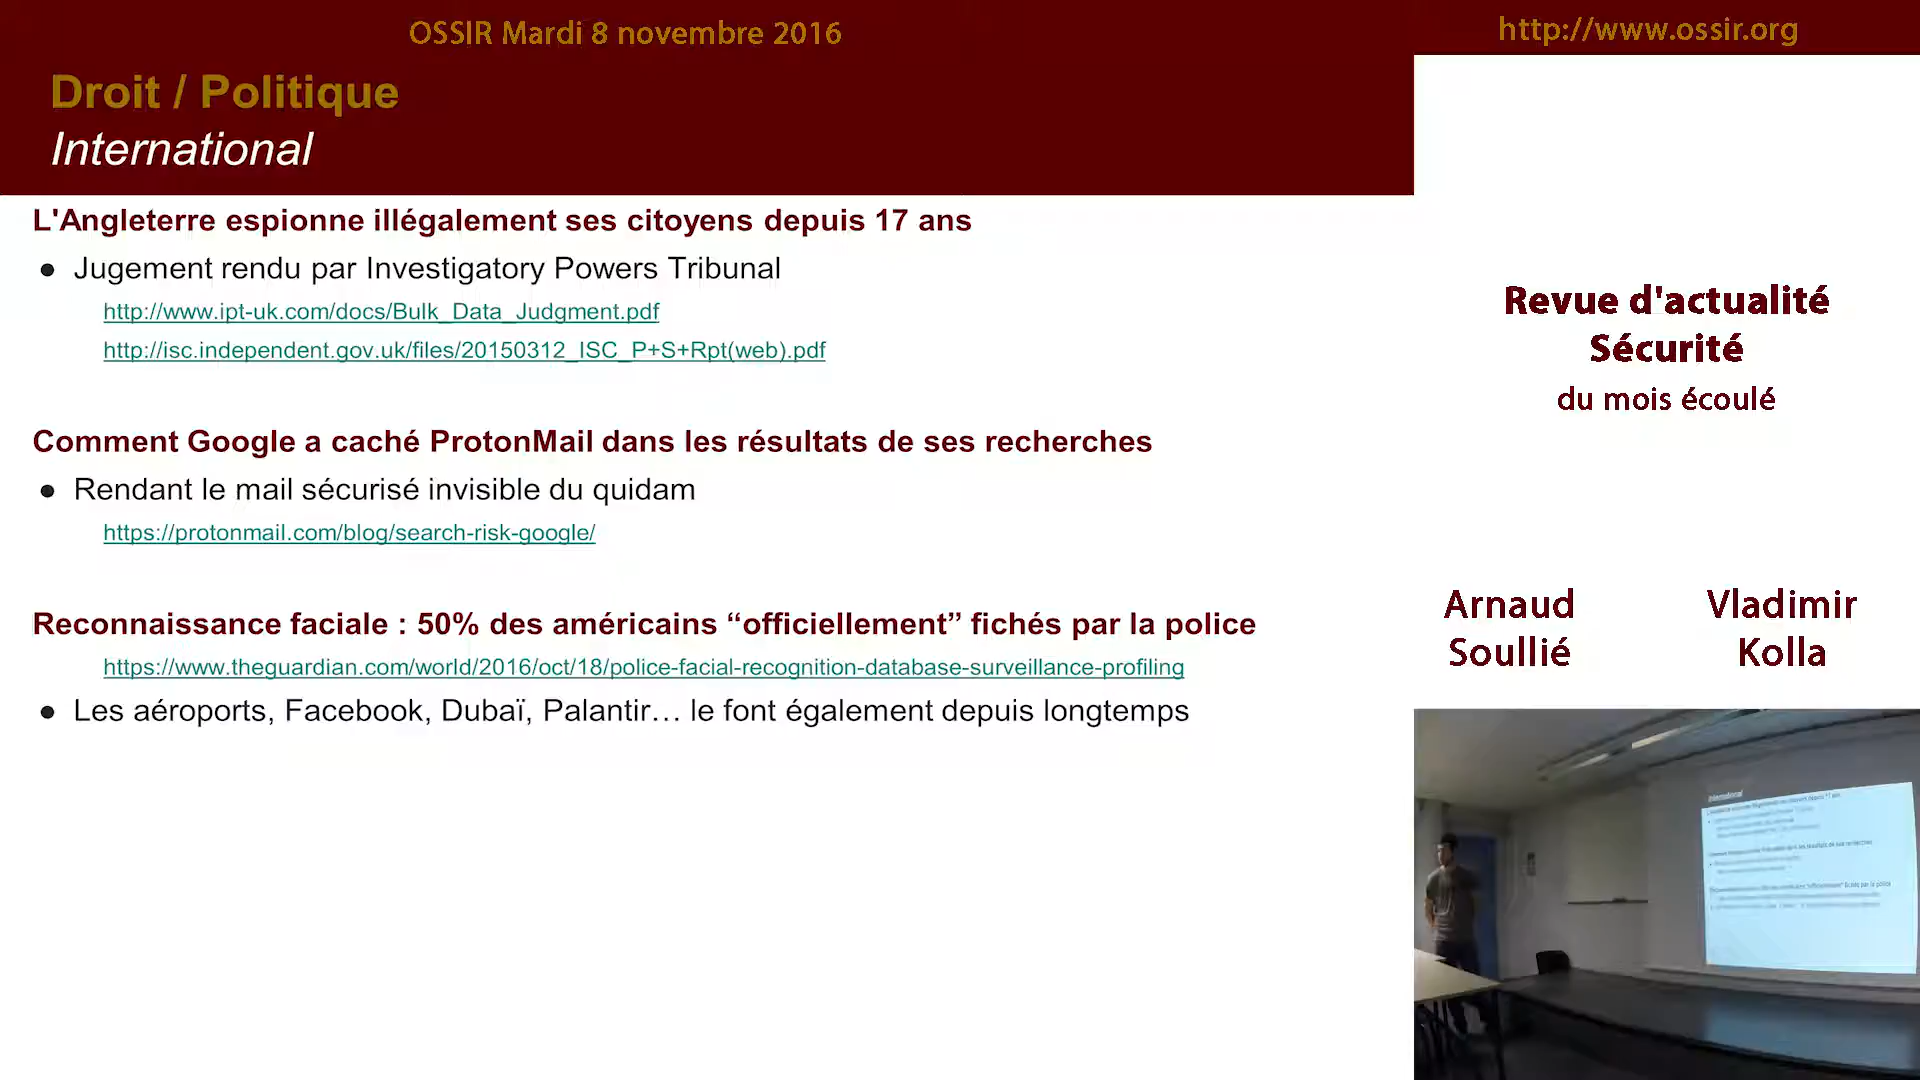 OSSIR Mardi 8 novembre 2016
http://www.ossir.org
Droit / Politique
International
L'Angleterre espionne illégalement ses citoyens depuis 17 ans
● Jugement rendu par Investigatory Powers Tribunal
http://www.ipt-uk.com/docs/Bulk_Data_Judgment.pdf
http://isc.independent.gov.uk/files/20150312_ISC_P+S+Rpt(web).pdf
Comment Google a caché ProtonMail dans les résultats de ses recherches
● Rendant le mail sécurisé invisible du quidam
https://protonmail.com/blog/search-risk-google/
Reconnaissance faciale : 50% des américains “officiellement” fichés par la police
https://www.theguardian.com/world/2016/oct/18/police-facial-recognition-database-surveillance-profiling
● Les aéroports, Facebook, Dubaï, Palantir… le font également depuis longtemps
Revue d'actualité
Sécurité
du mois écoulé
Arnaud
Soullié
Vladimir
Kolla
International